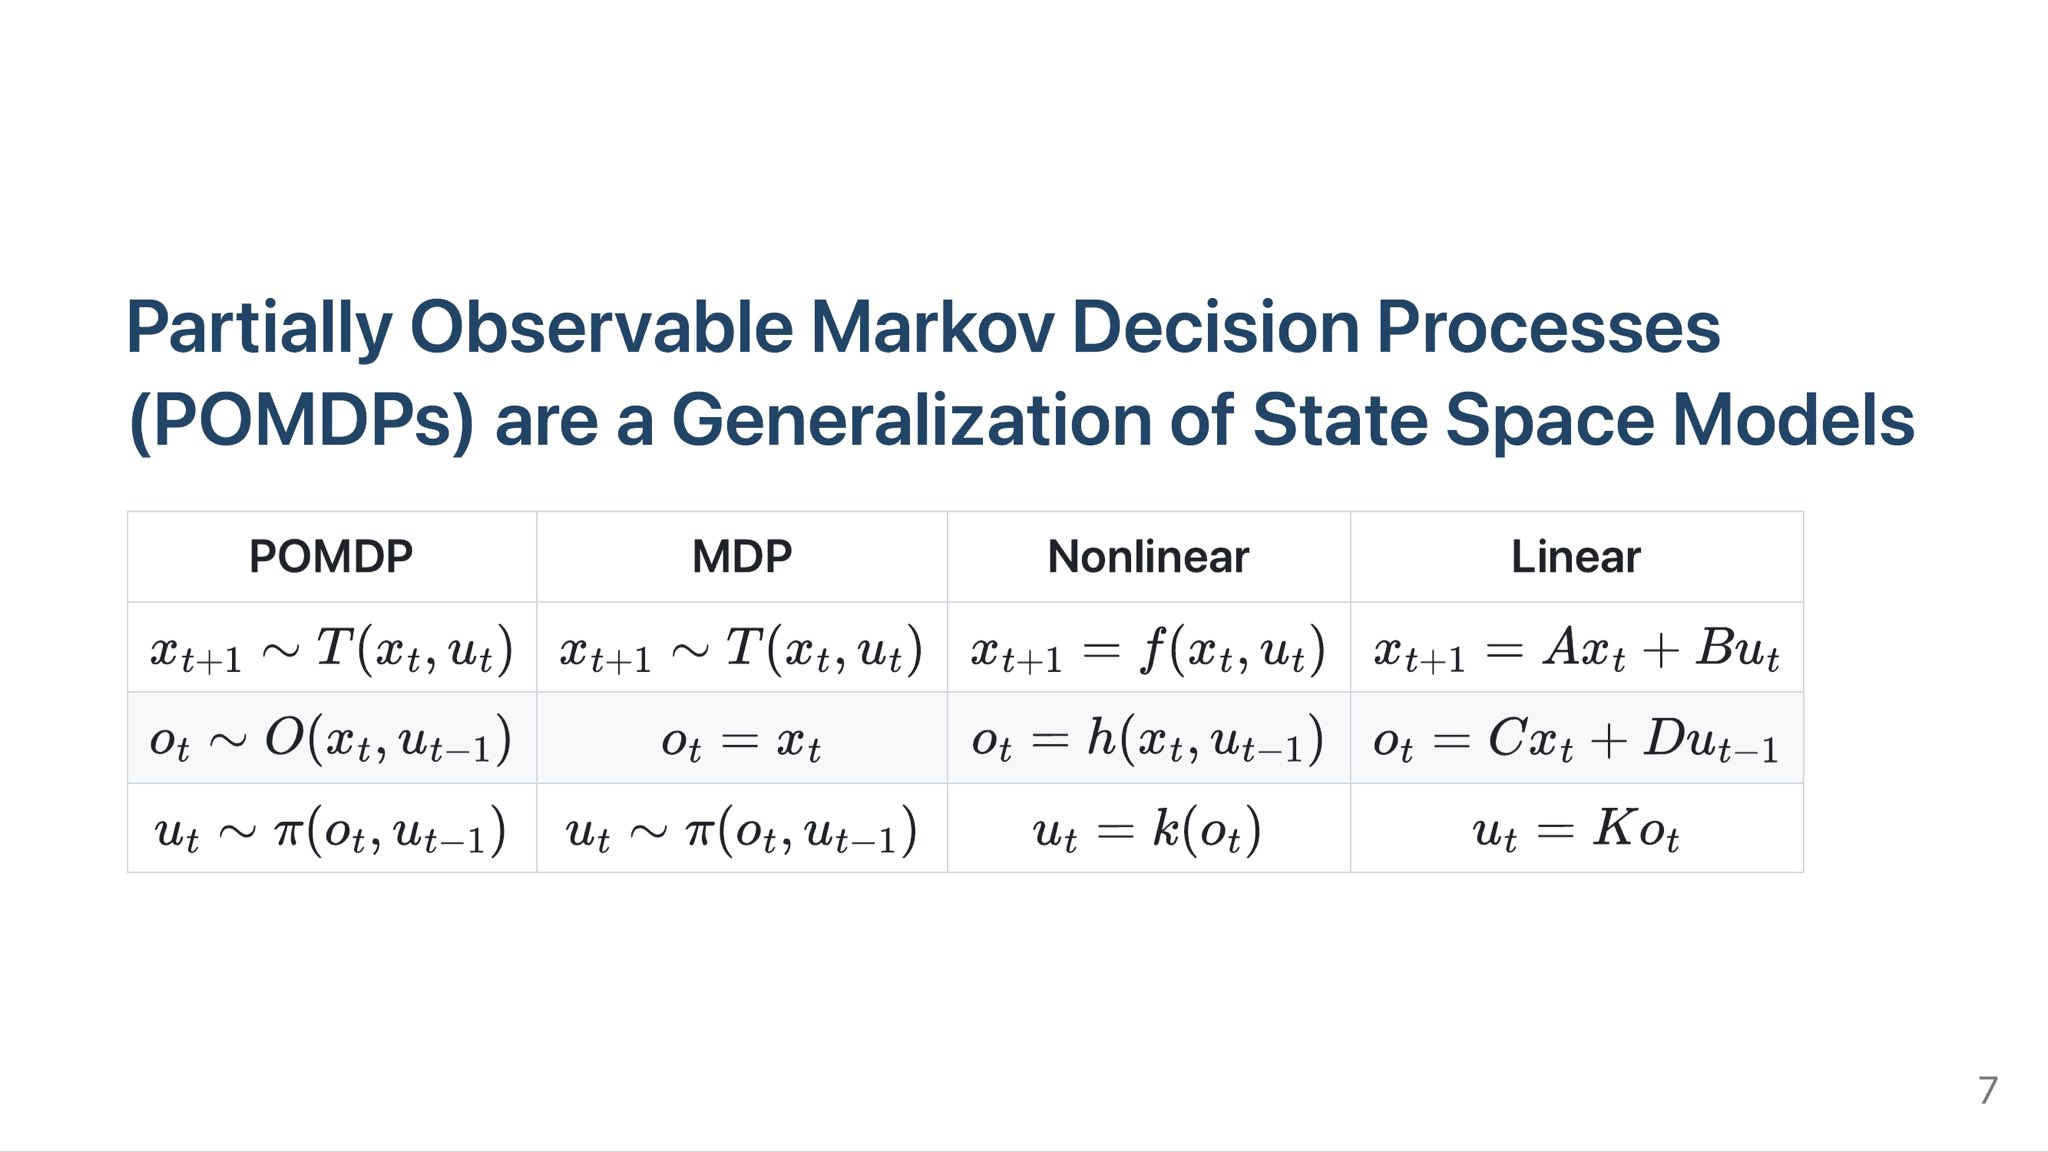 Partially Observable Markov Decision Processes
(POMDPs) are a Generalization of State Space Models
POMDP MDP Nonlinear Linear
x_{t+1} ∼ T(x_t, u_t) x_{t+1} ∼ T(x_t, u_t) x_{t+1} = f(x_t, u_t) x_{t+1} = Ax_t + Bu_t
o_t ∼ O(x_t, u_{t−1}) o_t = x_t o_t = h(x_t, u_{t−1}) o_t = Cx_t + Du_{t−1}
u_t ∼ π(o_t, u_{t−1}) u_t ∼ π(o_t, u_{t−1}) u_t = k(o_t) u_t = Ko_t
7